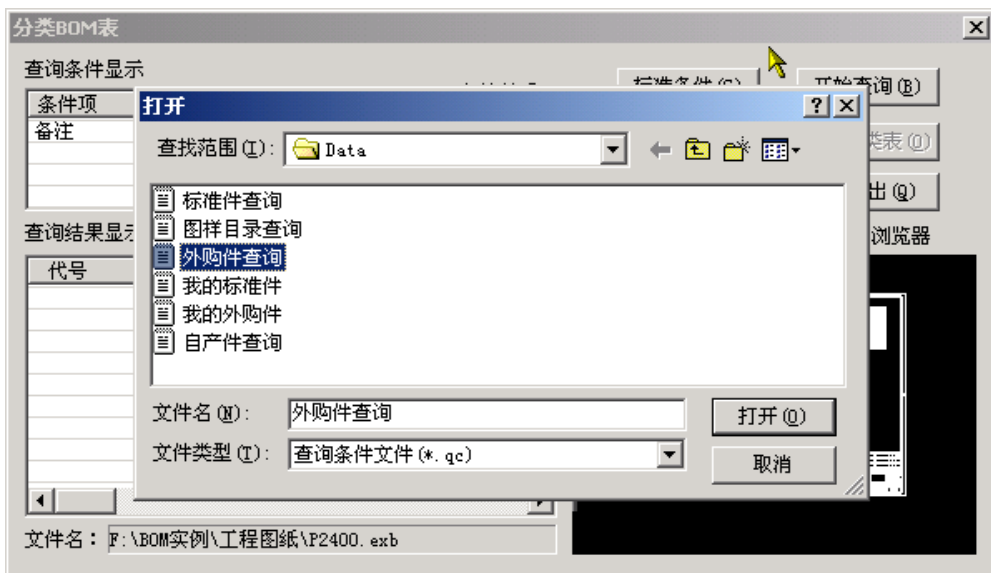 分类BOM表
查询条件显示
开始查询(B)
条件项
备注
类表(O)
出(Q)
查询结果显示
浏览器
代号
打开
查找范围(I):
Data
标准件查询
图样目录查询
外购件查询
我的标准件
我的外购件
自产件查询
文件名(N):
外购件查询
打开(O)
文件类型(T):
查询条件文件(*.qc)
取消
文件名：
F:\BOM实例\工程图纸\P2400.exb